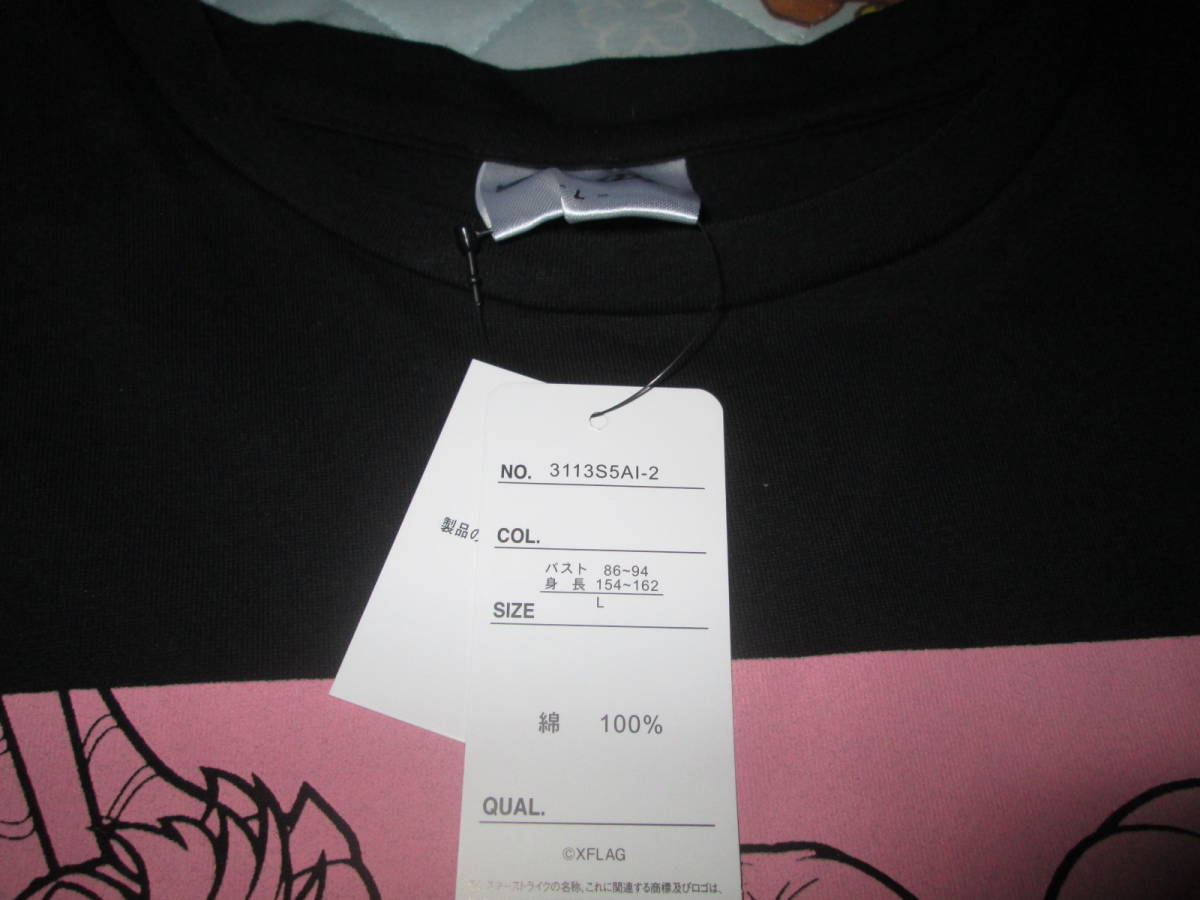 L
NO. 3113S5AI-2
製品の
COL.
バスト 86~94
身 長 154~162
SIZE L
綿 100%
QUAL.
©XFLAG
ーストライクの名称、これに関連する商標及びロゴは、